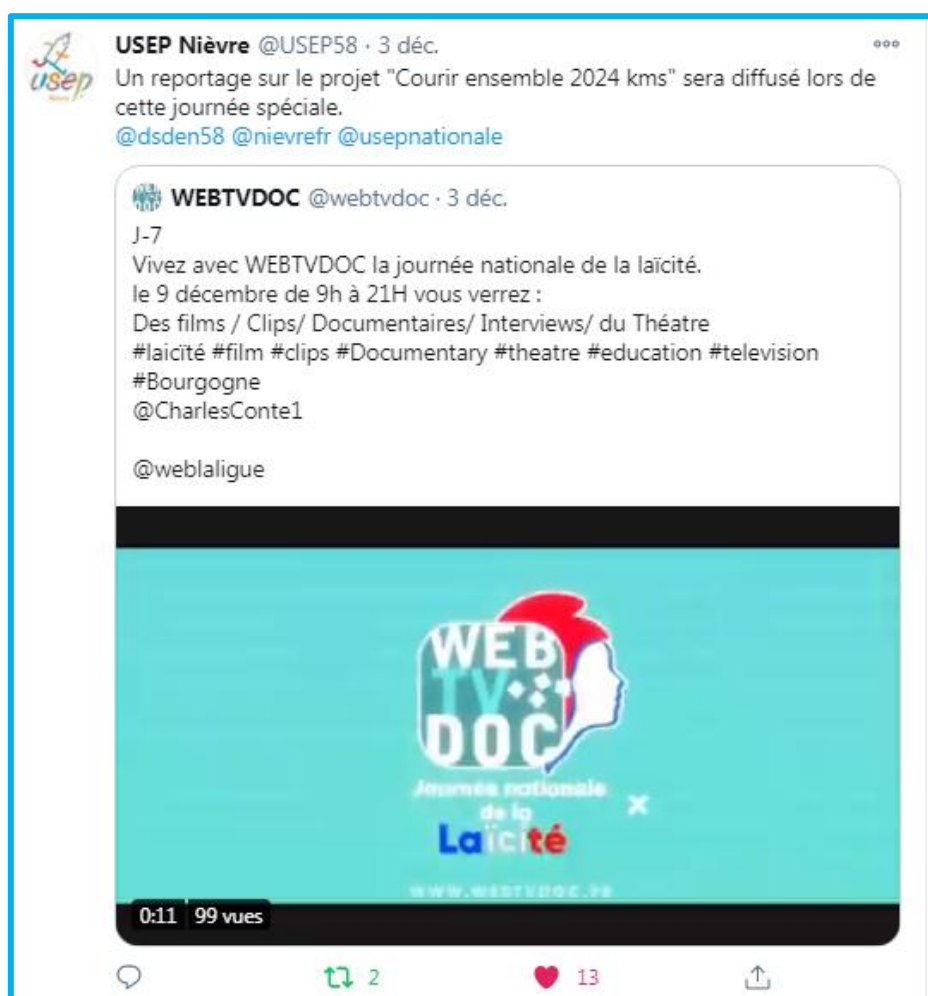 USEP Nièvre @USEP58 · 3 déc.
usep
Un reportage sur le projet "Courir ensemble 2024 kms" sera diffusé lors de
cette journée spéciale.
@dsden58 @nievrefr @usepnationale
WEBTVDOC @webtvdoc · 3 déc.
J-7
Vivez avec WEBTVDOC la journée nationale de la laïcité.
le 9 décembre de 9h à 21H vous verrez :
Des films / Clips/ Documentaires/ Interviews/ du Théatre
#laicïté #film #clips #Documentary #theatre #education #television
#Bourgogne
@CharlesConte1
@weblaligue
WEB
TV
DOC
Journée nationale
de la
Laïcité
WWW.WEBTVDOC.FR
0:11 99 vues
2 13